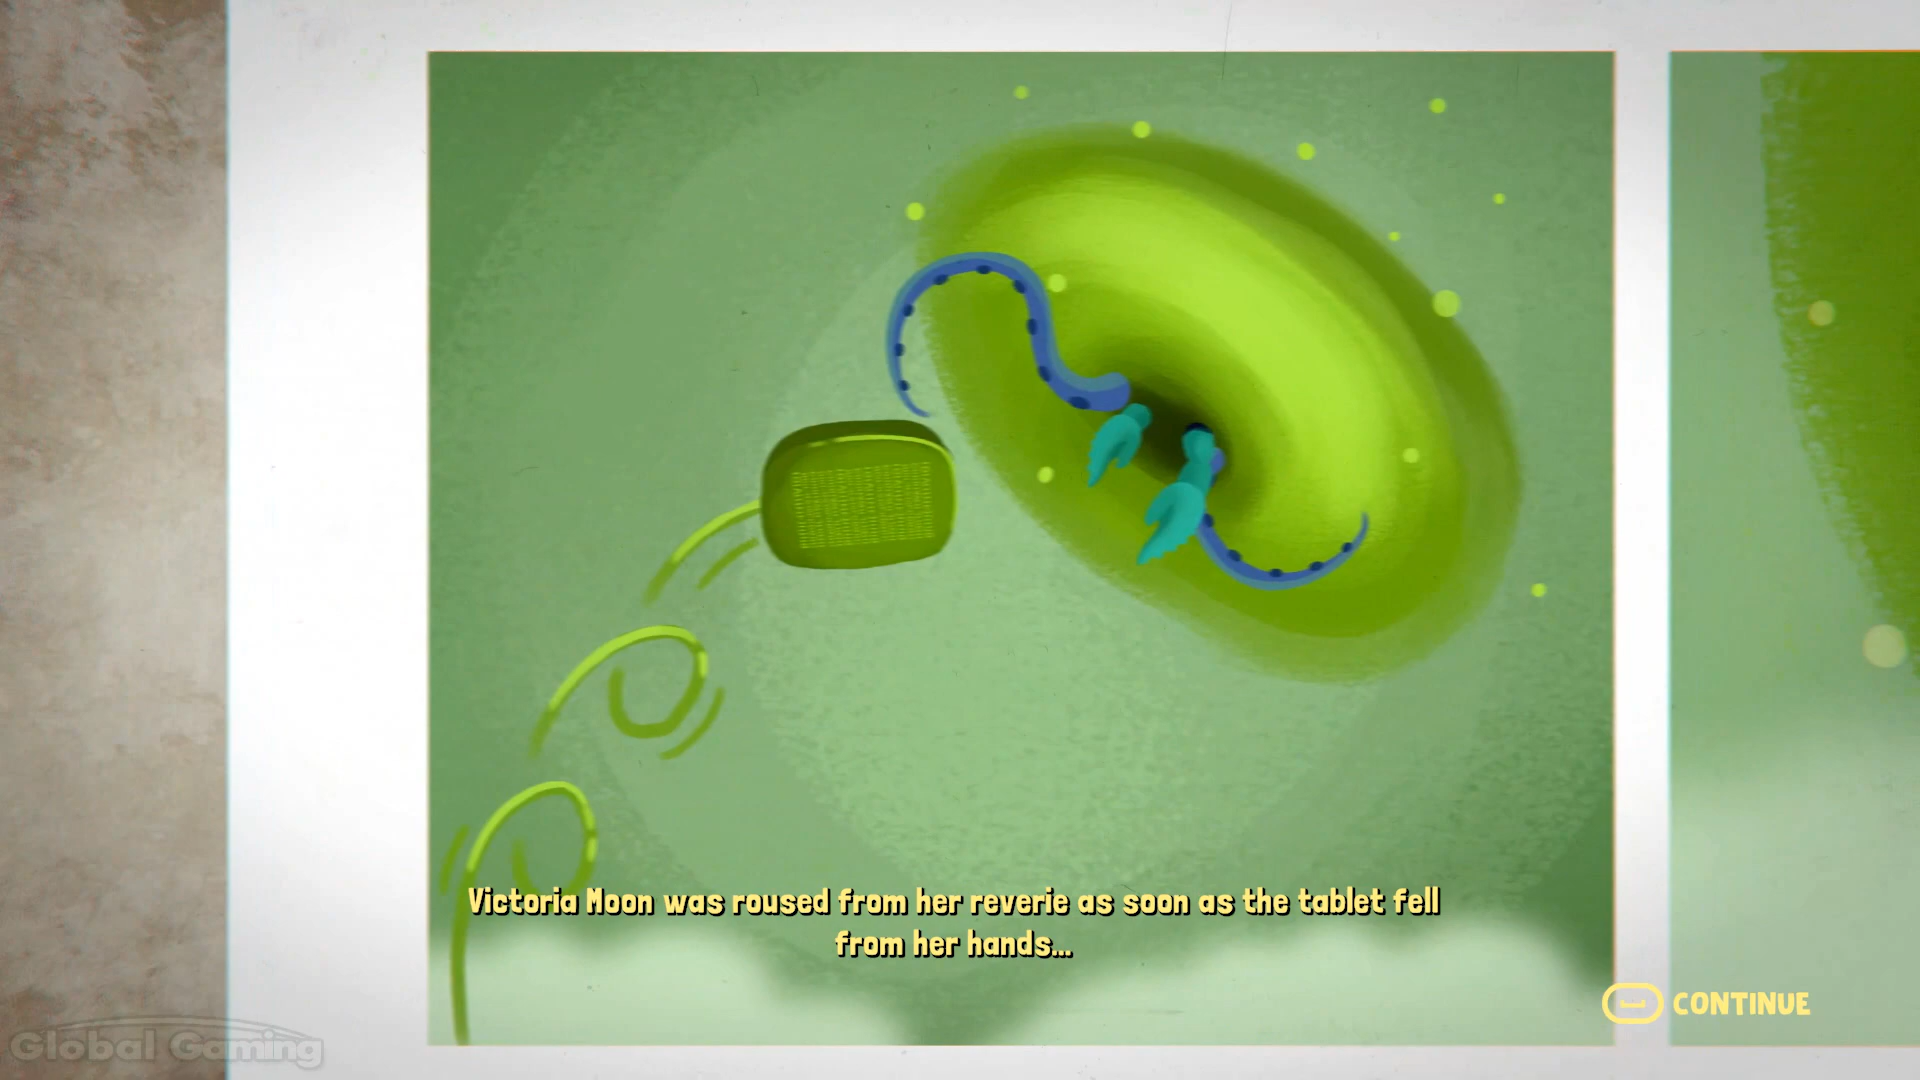 Victoria Moon was roused from her reverie as soon as the tablet fell
from her hands...
CONTINUE
Global Gaming